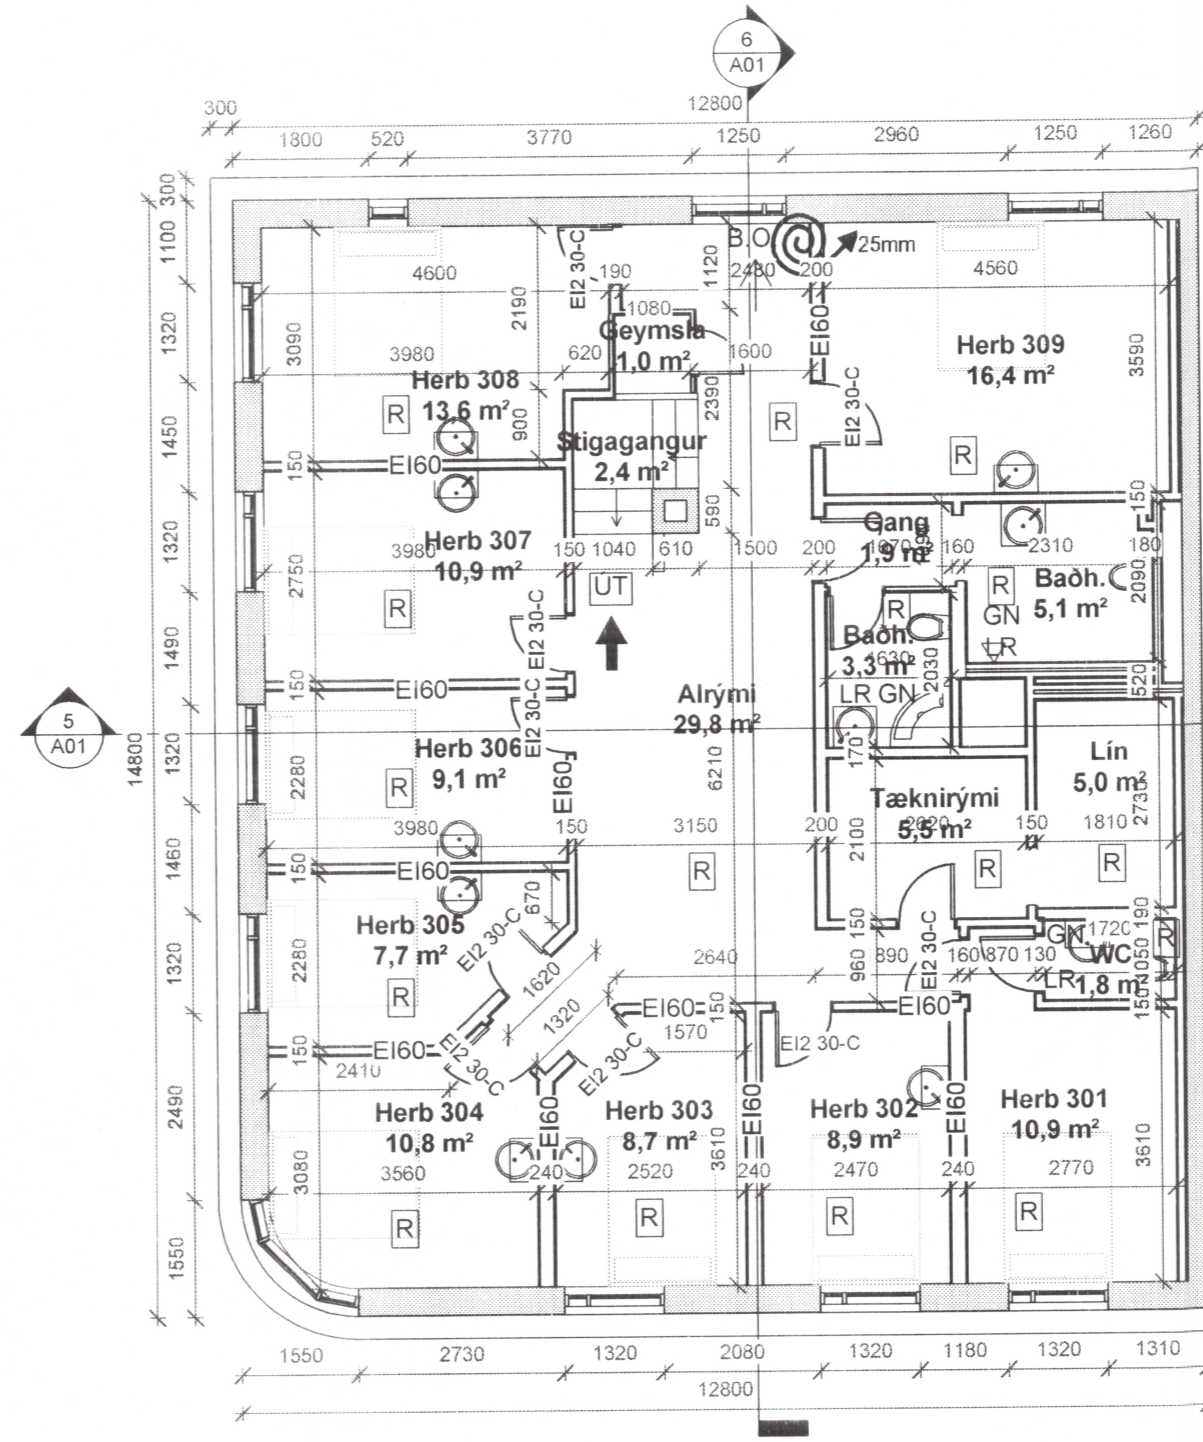 6
A01
300
12800
1800
520
3770
1250
2960
1250
1260
300
1100
1320
1450
1320
1490
1320
1460
1320
2490
1550
14800
5
A01
B.O
25mm
EI2 30-C
4600
190
1120
2480
200
4560
2190
3090
1080
Geymsla
1,0 m²
EI60
3590
3980
620
1600
Herb 308
13,6 m²
R
900
2390
R
EI2 30-C
Herb 309
16,4 m²
R
Stigagangur
2,4 m²
150
EI60
590
150
Herb 307
10,9 m²
3980
2750
150
1040
610
1500
200
Gang
1,9 m²
160
2310
180
R
ÚT
EI2 30-C
R
Baðh.
5,1 m²
2090
GN
LR
R
Baðh.
3,3 m²
1630
2030
LR GN
520
150
EI60
EI2 30-C
Alrými
29,8 m²
Herb 306
9,1 m²
2280
R
EI60
6210
170
Lín
5,0 m²
2730
Tæknirými
5,5 m²
3980
150
3150
200
2100
150
1810
R
R
R
150
EI60
670
Herb 305
7,7 m²
2280
R
EI2 30-C
1620
1320
2640
150
960
890
EI2 30-C
160
870
130
GN
1720
190
R
WC
1,8 m²
1050
LR
150
150
EI60
2410
EI2 30-C
EI60
150
1570
EI2 30-C
EI2 30-C
EI60
Herb 304
10,8 m²
3080
3560
R
EI60
240
Herb 303
8,7 m²
2520
3610
R
EI60
240
Herb 302
8,9 m²
2470
R
EI60
240
Herb 301
10,9 m²
2770
3610
R
1550
2730
1320
2080
1320
1180
1320
1310
12800